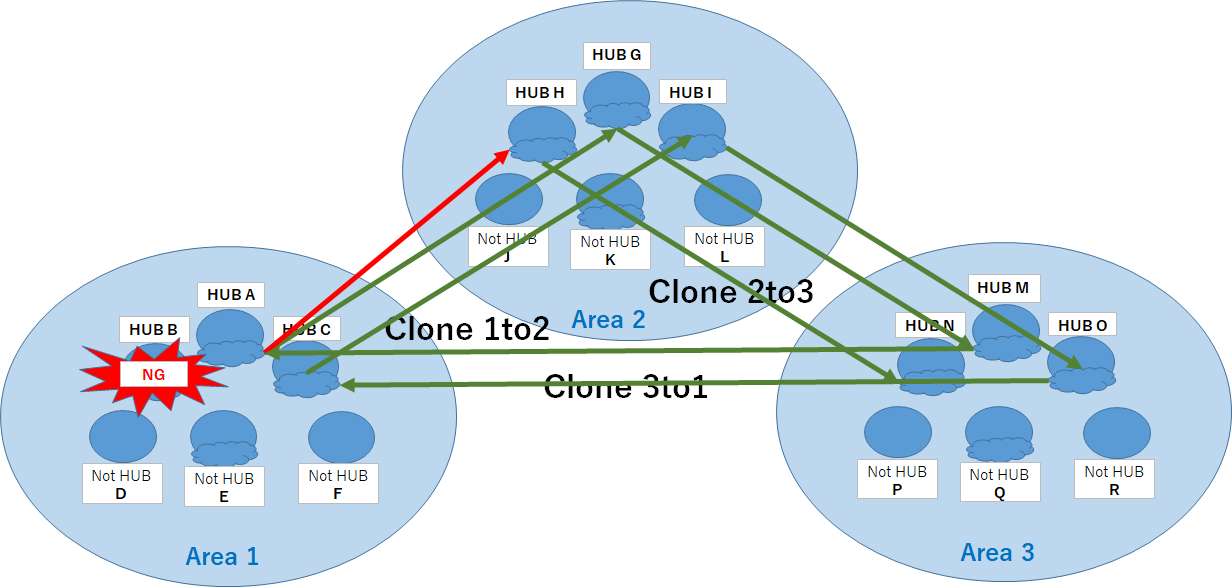 HUB G
HUB H
HUB I
Not HUB
J
Not HUB
K
Not HUB
L
Clone 2to3
Area 2
Clone 1to2
HUB A
HUB B
HUB C
NG
Not HUB
D
Not HUB
E
Not HUB
F
Area 1
Clone 3to1
HUB M
HUB N
HUB O
Not HUB
P
Not HUB
Q
Not HUB
R
Area 3